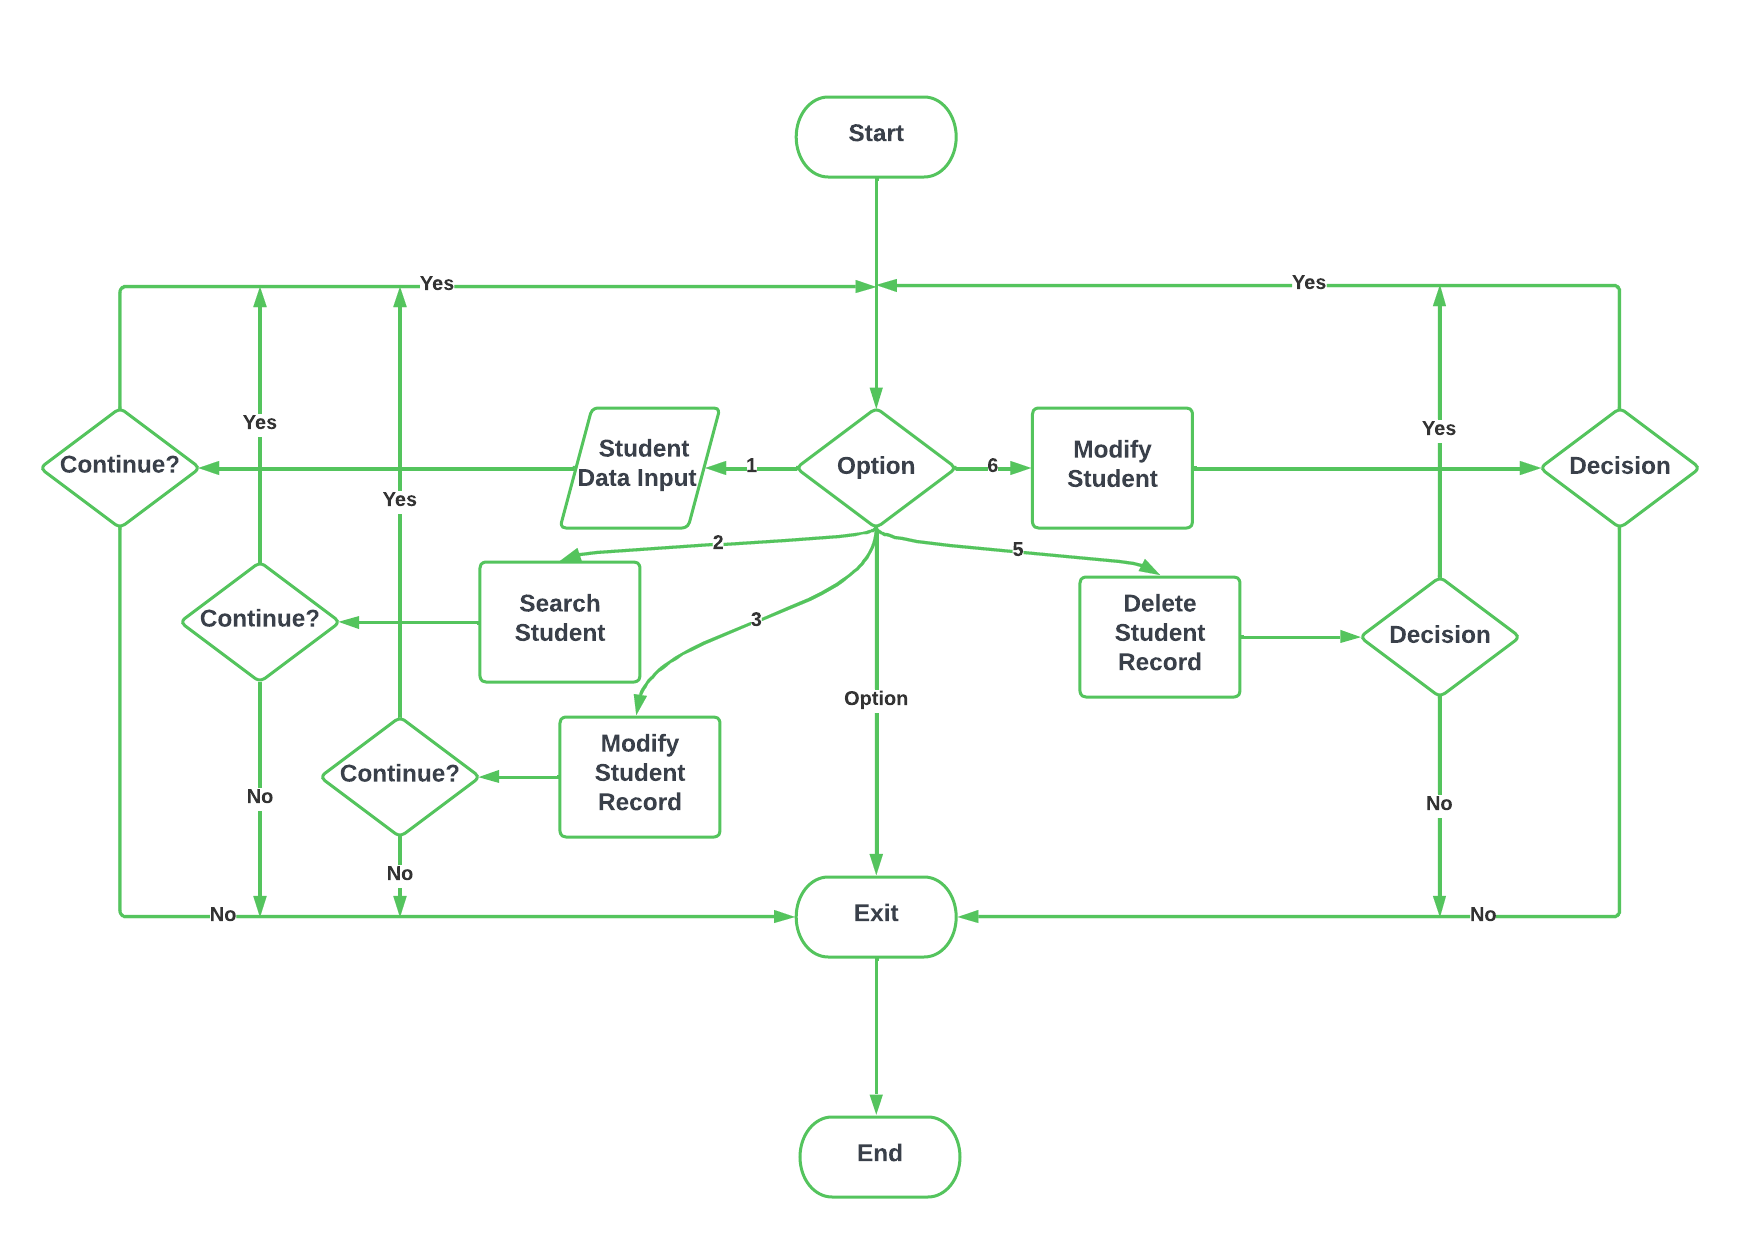 Start
Yes
Yes
Yes
Yes
Continue?
Student
Data Input
1
Option
6
Modify
Student
Decision
Yes
2
5
Search
Student
Continue?
3
Delete
Student
Record
Decision
Option
Modify
Student
Record
Continue?
No
No
No
No
No
Exit
End